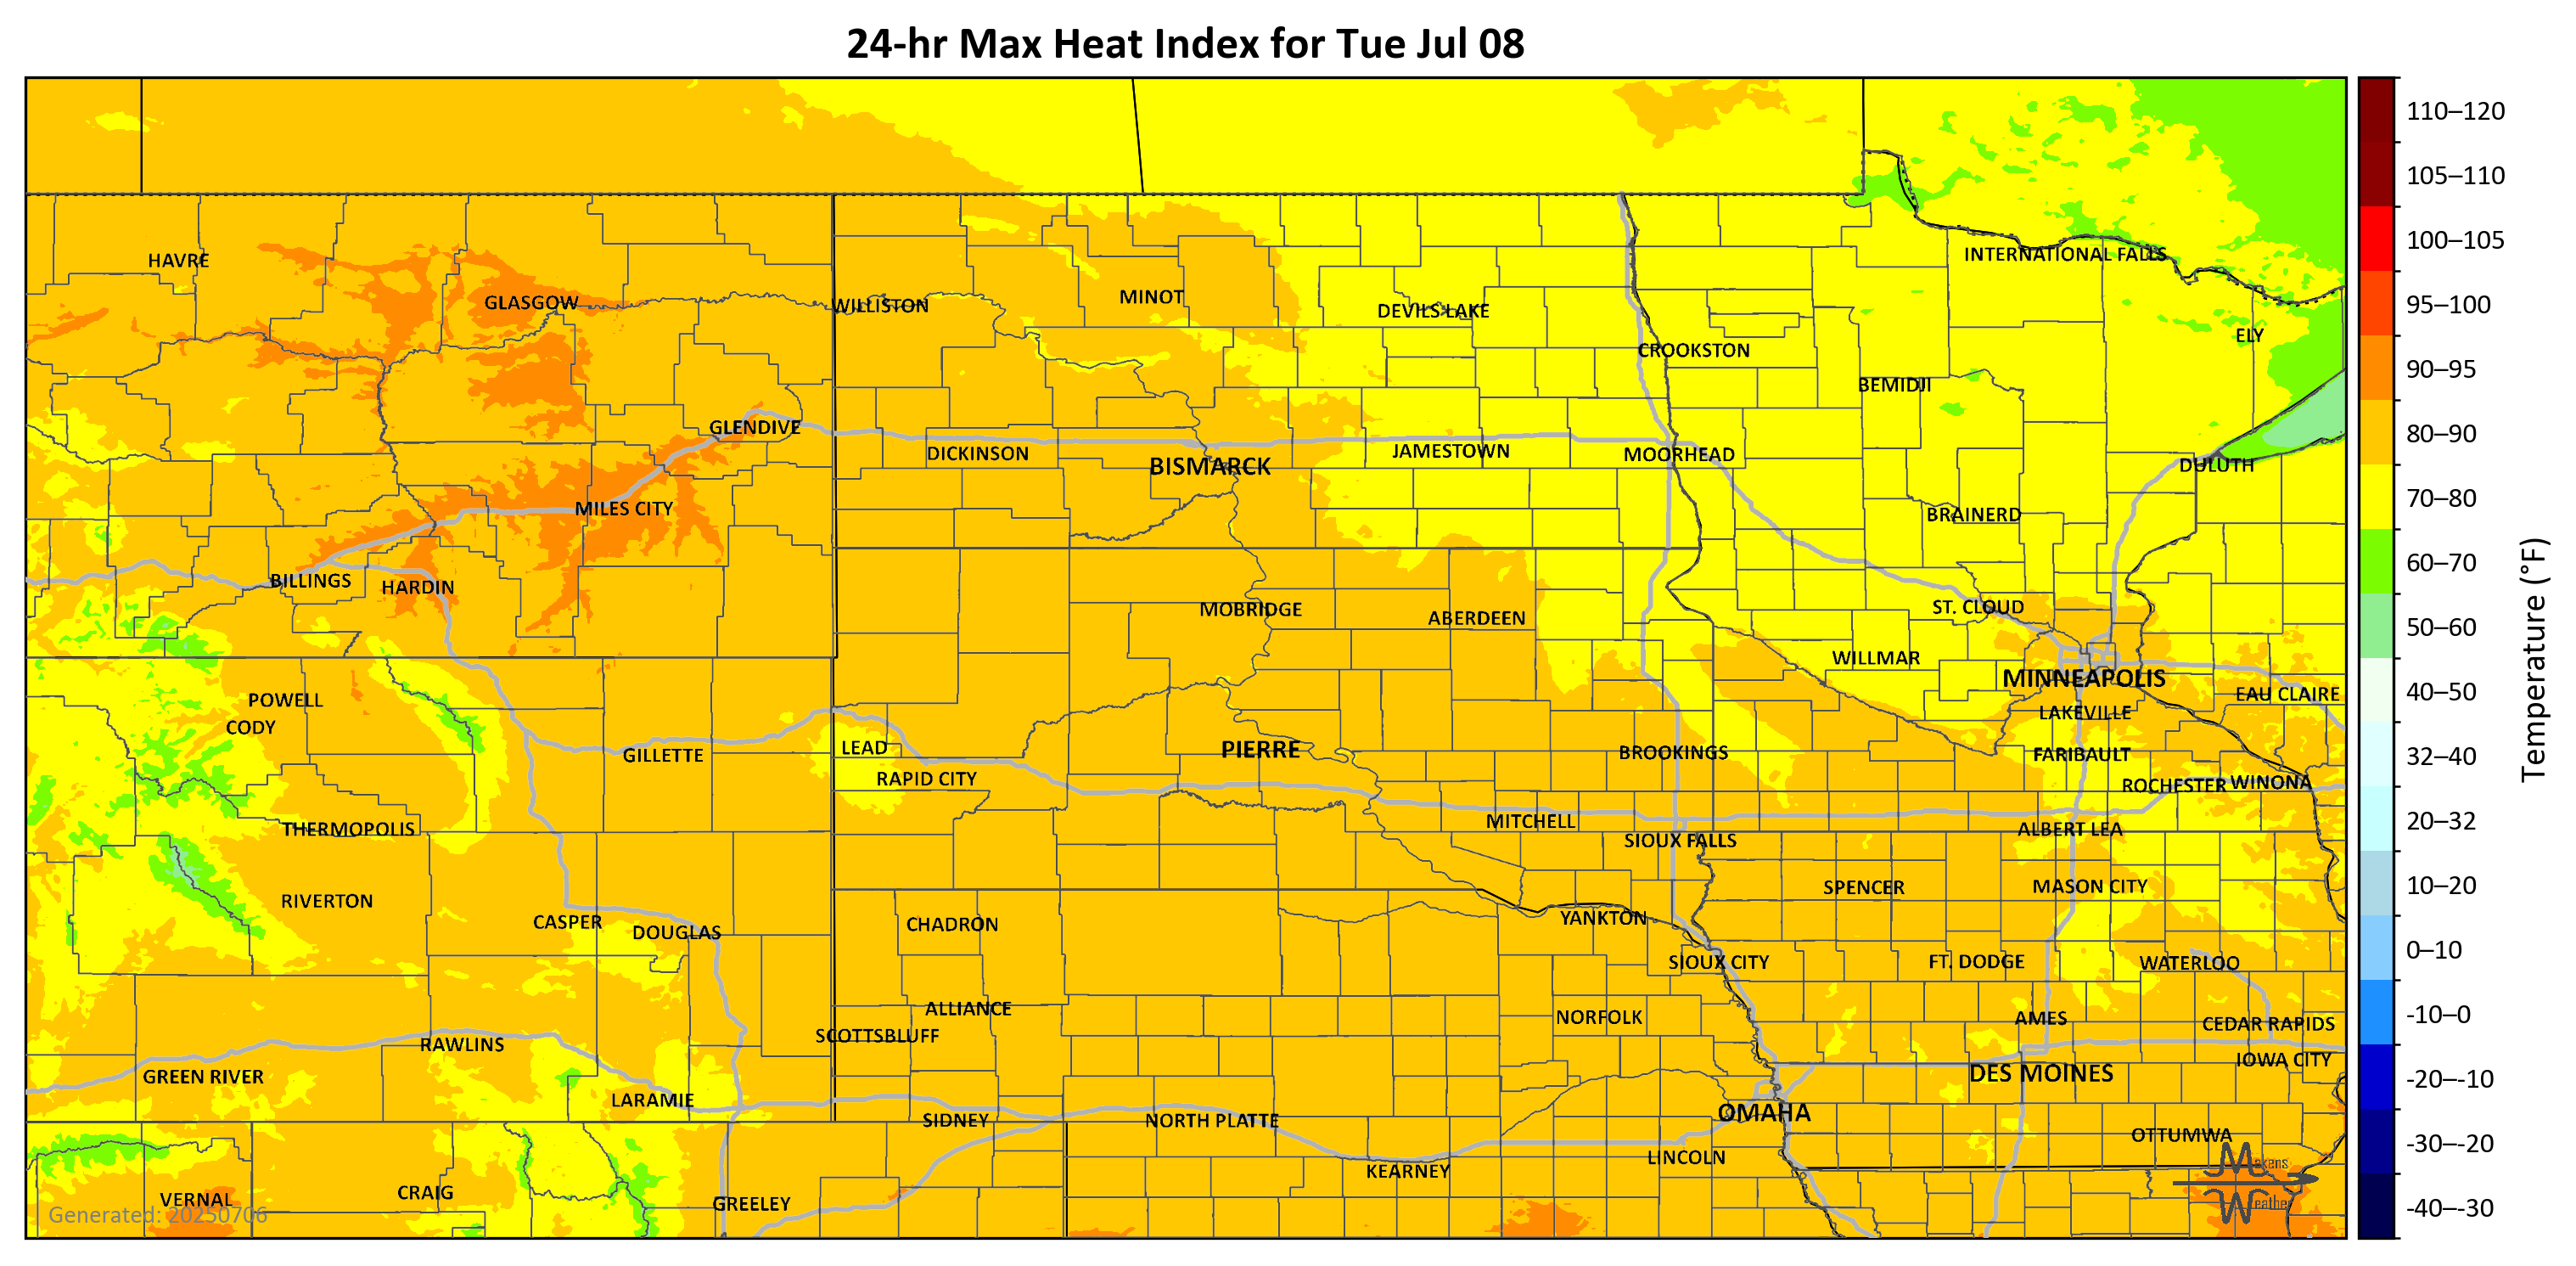 24-hr Max Heat Index for Tue Jul 08
HAVRE
GLASGOW
WILLISTON
MINOT
DEVILS LAKE
INTERNATIONAL FALLS
CROOKSTON
ELY
BEMIDJI
GLENDIVE
DICKINSON
BISMARCK
JAMESTOWN
MOORHEAD
DULUTH
MILES CITY
BRAINERD
BILLINGS
HARDIN
MOBRIDGE
ABERDEEN
ST. CLOUD
WILLMAR
MINNEAPOLIS
EAU CLAIRE
POWELL
CODY
LAKEVILLE
GILLETTE
LEAD
PIERRE
BROOKINGS
FARIBAULT
RAPID CITY
ROCHESTER
WINONA
THERMOPOLIS
MITCHELL
SIOUX FALLS
ALBERT LEA
RIVERTON
SPENCER
MASON CITY
CASPER
DOUGLAS
CHADRON
YANKTON
SIOUX CITY
FT. DODGE
WATERLOO
ALLIANCE
NORFOLK
AMES
CEDAR RAPIDS
SCOTTSBLUFF
RAWLINS
IOWA CITY
GREEN RIVER
DES MOINES
LARAMIE
SIDNEY
NORTH PLATTE
OMAHA
OTTUMWA
LINCOLN
KEARNEY
VERNAL
CRAIG
GREELEY
Makens
Weather
Generated: 20250706
110–120
105–110
100–105
95–100
90–95
80–90
70–80
60–70
50–60
40–50
32–40
20–32
10–20
0–10
-10–0
-20–-10
-30–-20
-40–-30
Temperature (°F)